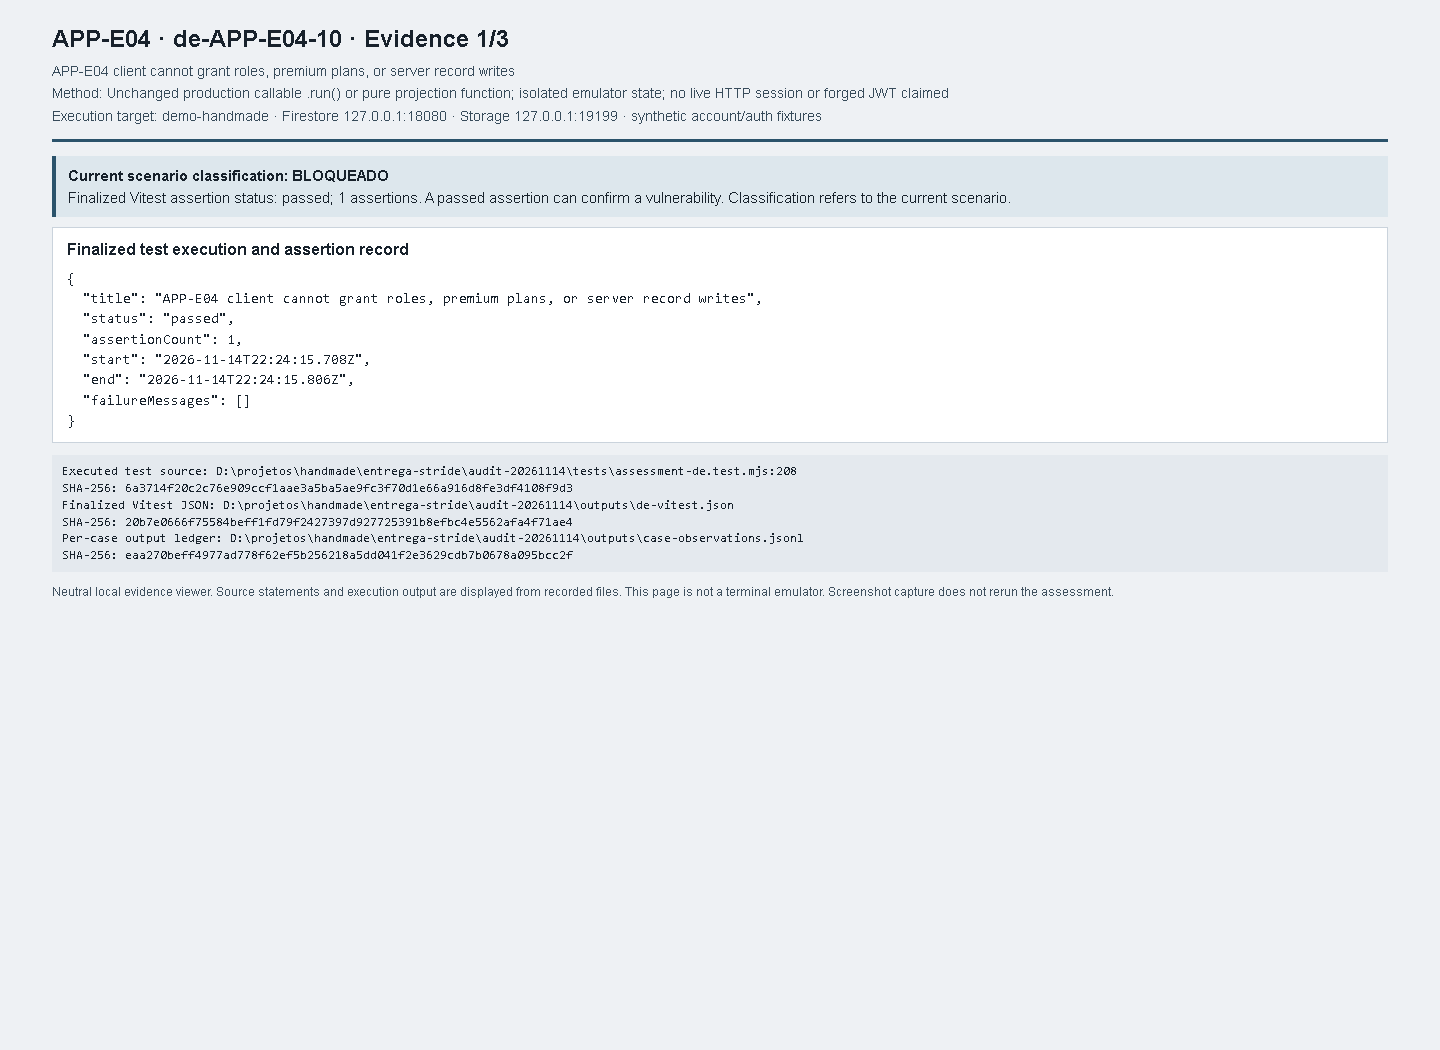 APP-E04 · de-APP-E04-10 · Evidence 1/3
APP-E04 client cannot grant roles, premium plans, or server record writes
Method: Unchanged production callable .run() or pure projection function; isolated emulator state; no live HTTP session or forged JWT claimed
Execution target: demo-handmade · Firestore 127.0.0.1:18080 · Storage 127.0.0.1:19199 · synthetic account/auth fixtures
Current scenario classification: BLOQUEADO
Finalized Vitest assertion status: passed; 1 assertions. A passed assertion can confirm a vulnerability. Classification refers to the current scenario.
Finalized test execution and assertion record
{
  "title": "APP-E04 client cannot grant roles, premium plans, or server record writes",
  "status": "passed",
  "assertionCount": 1,
  "start": "2026-11-14T22:24:15.708Z",
  "end": "2026-11-14T22:24:15.806Z",
  "failureMessages": []
}
Executed test source: D:\projetos\handmade\entrega-stride\audit-20261114\tests\assessment-de.test.mjs:208
SHA-256: 6a3714f20c2c76e909ccf1aae3a5ba5ae9fc3f70d1e66a916d8fe3df4108f9d3
Finalized Vitest JSON: D:\projetos\handmade\entrega-stride\audit-20261114\outputs\de-vitest.json
SHA-256: 20b7e0666f75584beff1fd79f2427397d927725391b8efbc4e5562afa4f71ae4
Per-case output ledger: D:\projetos\handmade\entrega-stride\audit-20261114\outputs\case-observations.jsonl
SHA-256: eaa270beff4977ad778f62ef5b256218a5dd041f2e3629cdb7b0678a095bcc2f
Neutral local evidence viewer. Source statements and execution output are displayed from recorded files. This page is not a terminal emulator. Screenshot capture does not rerun the assessment.